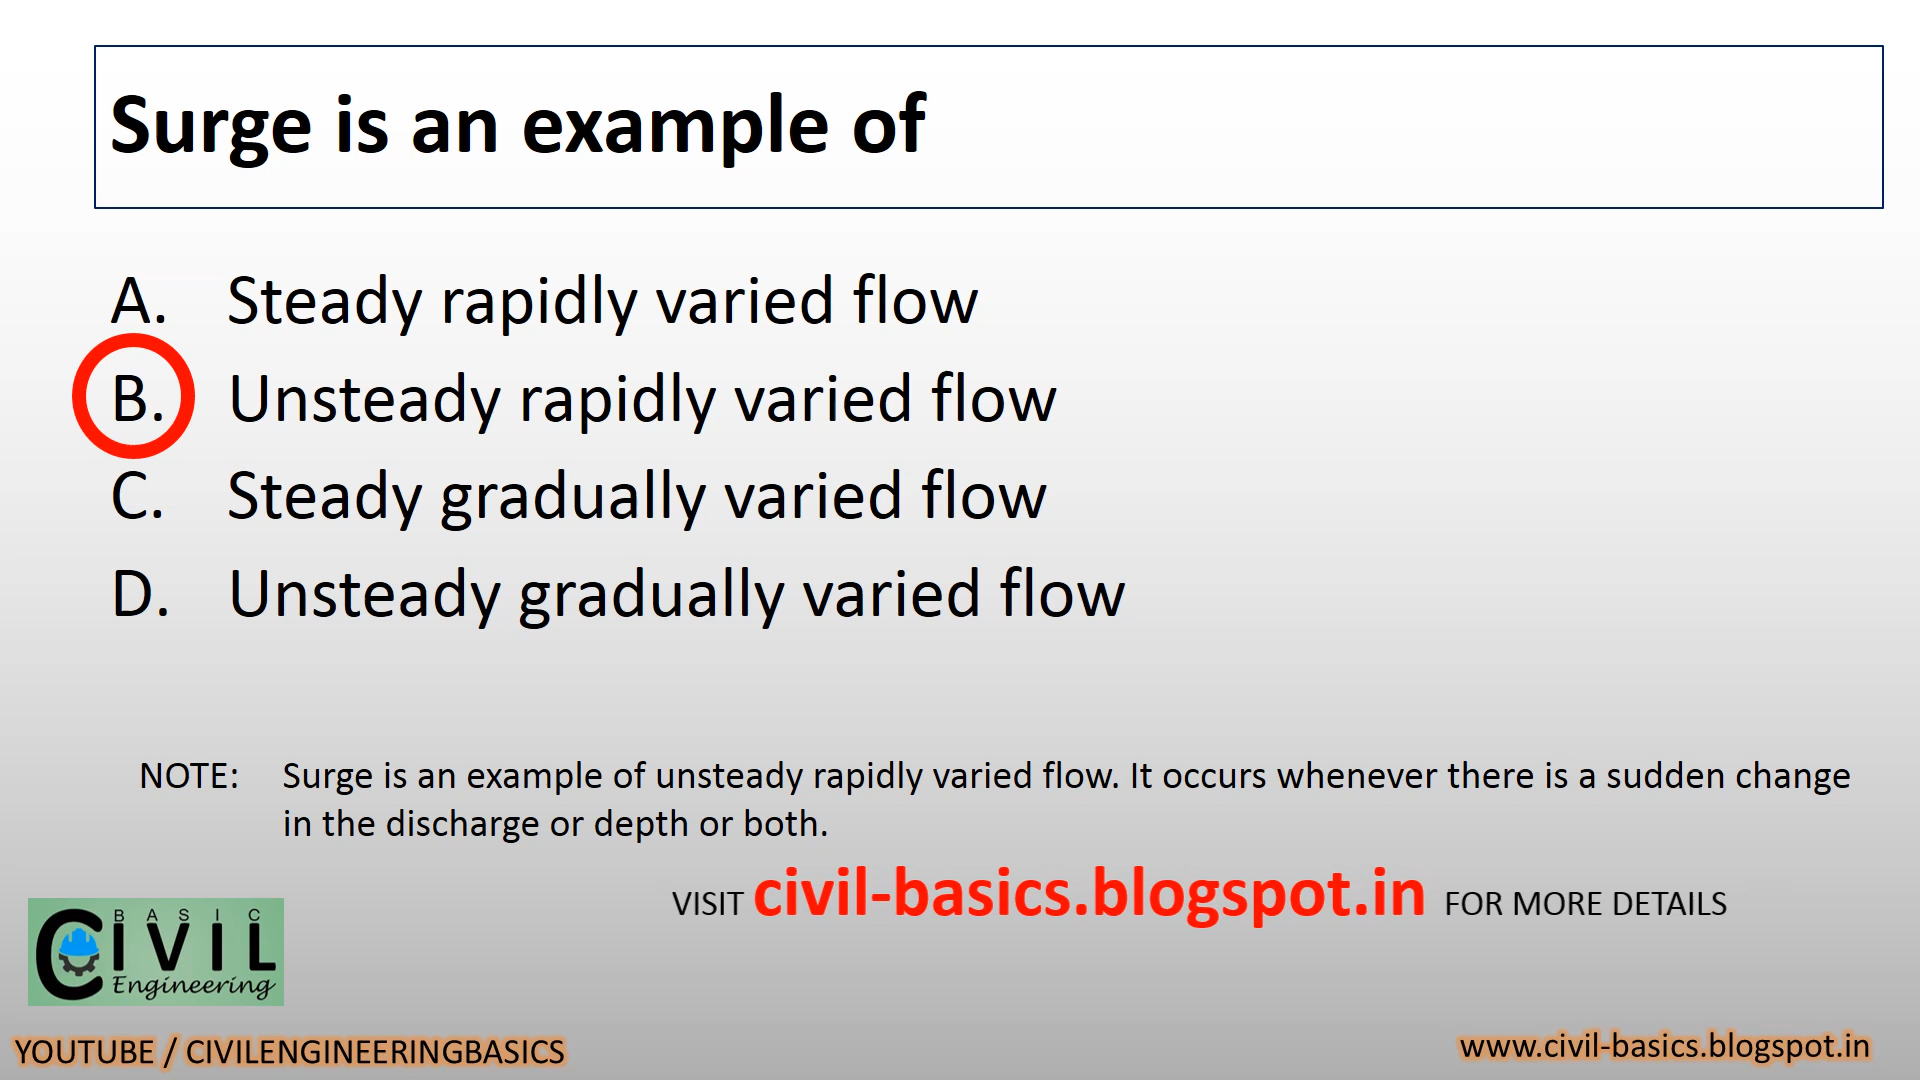 Surge is an example of
A. Steady rapidly varied flow
B. Unsteady rapidly varied flow
C. Steady gradually varied flow
D. Unsteady gradually varied flow
NOTE: Surge is an example of unsteady rapidly varied flow. It occurs whenever there is a sudden change
in the discharge or depth or both.
VISIT civil-basics.blogspot.in FOR MORE DETAILS
BASIC
CIVIL
Engineering
YOUTUBE / CIVILENGINEERINGBASICS
www.civil-basics.blogspot.in